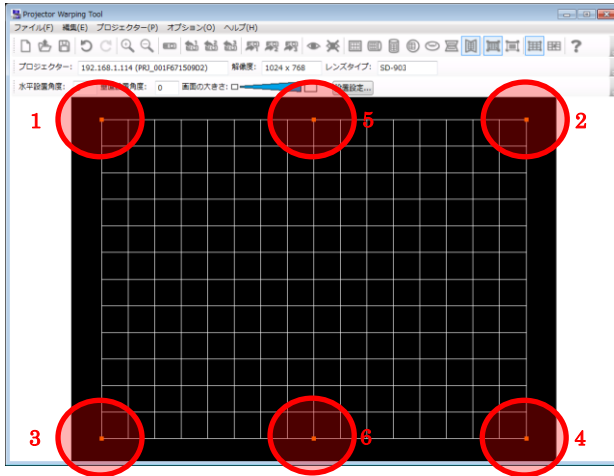 Projector Warping Tool
ファイル(F) 編集(E) プロジェクター(P) オプション(O) ヘルプ(H)
プロジェクター: 192.168.1.114 (PRJ_001F671509D2) 解像度: 1024 x 768 レンズタイプ: SD-903
水平設置角度: 角度: 0 画面の大きさ: 設定...
1 5 2
3 6 4